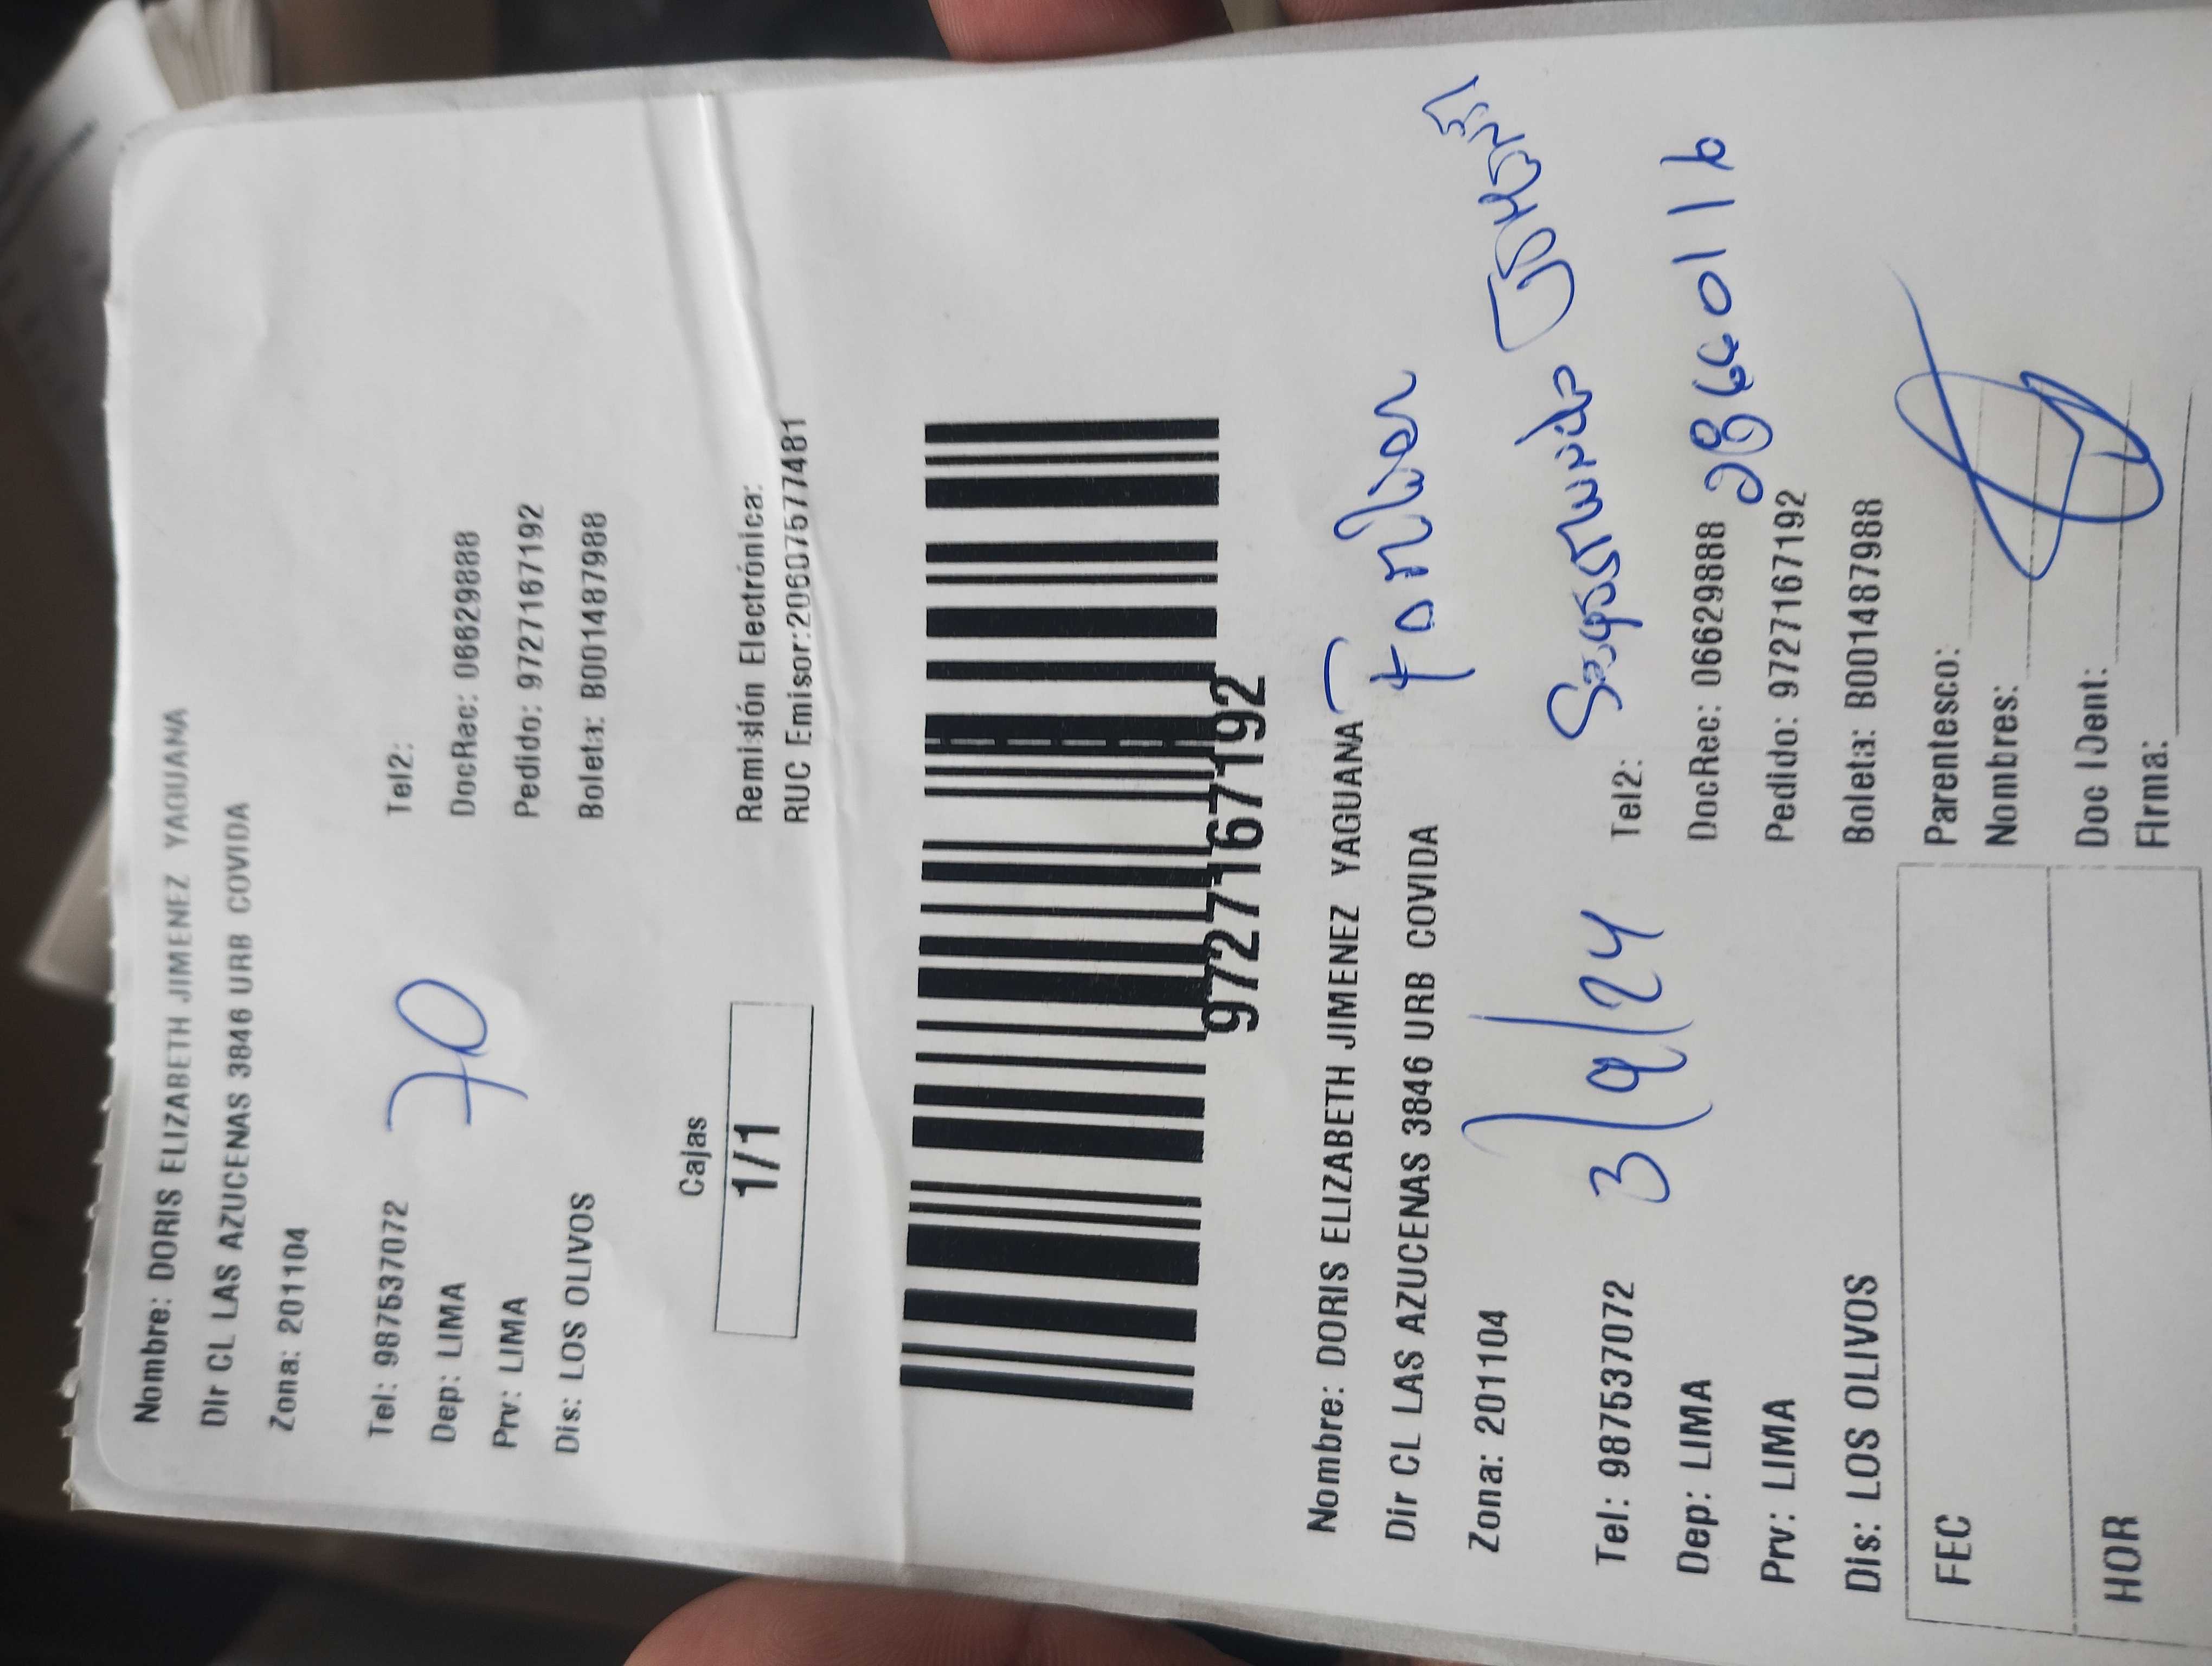 Nombre: DORIS ELIZABETH JIMENEZ YAGUANA
Dir CL LAS AZUCENAS 3846 URB COVIDA
Zona: 201104
Tel: 987537072
Tel2:
70
Dep: LIMA
DocRec: 06629888
Prv: LIMA
Pedido: 9727167192
Dis: LOS OLIVOS
Boleta: B001487988
Cajas
1/1
Remisión Electrónica:
RUC Emisor:20607577481
9727167192
Nombre: DORIS ELIZABETH JIMENEZ YAGUANA
Dir CL LAS AZUCENAS 3846 URB COVIDA
Zona: 201104
3/9/24
Tel: 987537072
Tel2:
Dep: LIMA
DocRec: 06629888
Prv: LIMA
Pedido: 9727167192
Dis: LOS OLIVOS
Boleta: B001487988
FEC
Parentesco:
Nombres:
HOR
Doc IDent:
Firma: